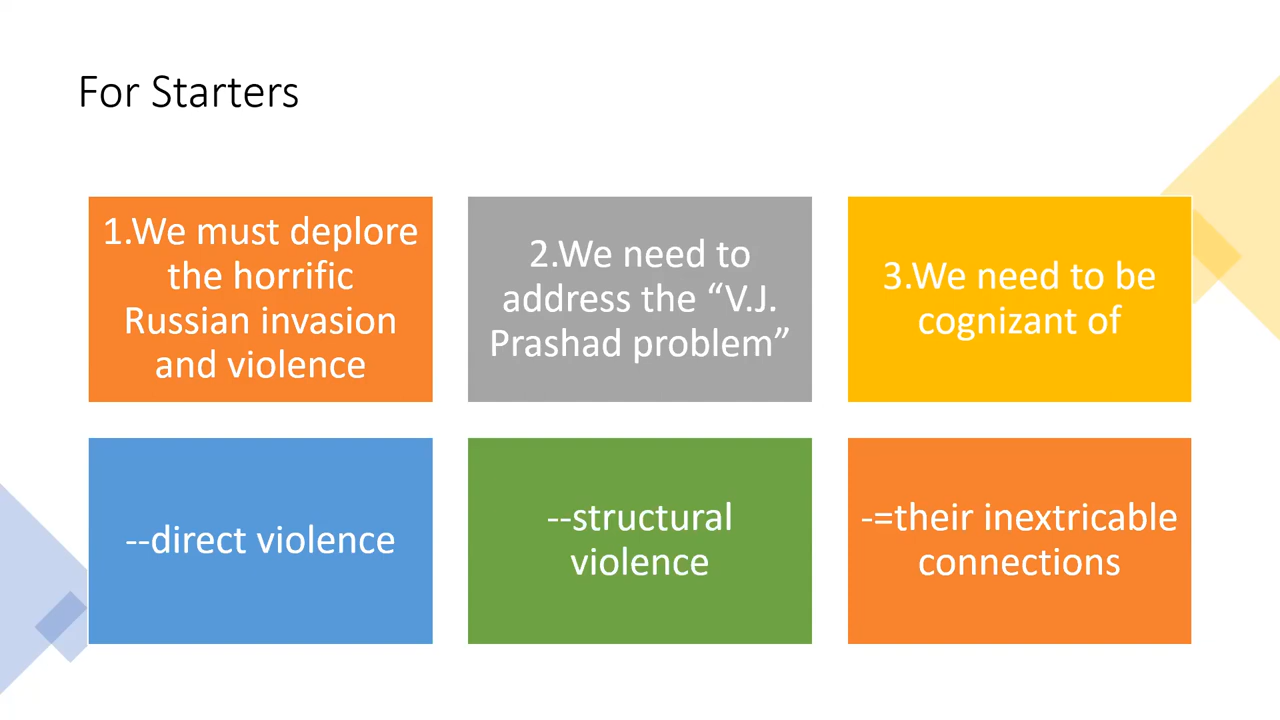 For Starters
1.We must deplore
the horrific
Russian invasion
and violence
2.We need to
address the “V.J.
Prashad problem”
3.We need to be
cognizant of
--direct violence
--structural
violence
-=their inextricable
connections